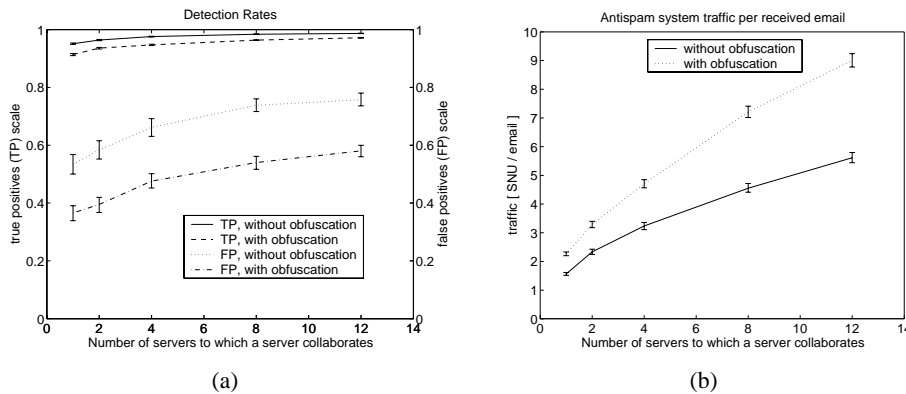 Detection Rates
1
0.8
0.6
0.4
0.2
0
true positives (TP) scale
TP, without obfuscation
TP, with obfuscation
FP, without obfuscation
FP, with obfuscation
1
0.8
0.6
0.4
0.2
0
false positives (FP) scale
0 2 4 6 8 10 12 14
Number of servers to which a server collaborates
(a)
Antispam system traffic per received email
10
9
8
7
6
5
4
3
2
1
0
traffic [ SNU / email ]
without obfuscation
with obfuscation
0 2 4 6 8 10 12 14
Number of servers to which a server collaborates
(b)